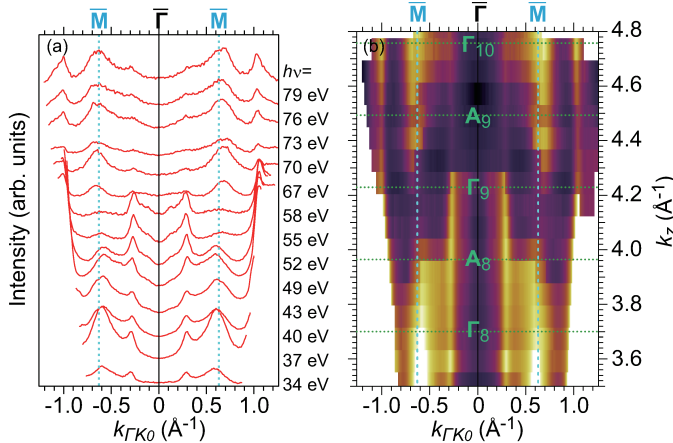 M̅ Γ̅ M̅ M̅ Γ̅ M̅
(a) (b)
hν=
79 eV
76 eV
73 eV
70 eV
67 eV
58 eV
55 eV
52 eV
49 eV
43 eV
40 eV
37 eV
34 eV
Intensity (arb. units)
-1.0 -0.5 0 0.5 1.0
k_ΓK0 (Å⁻¹)
Γ₁₀
A₉
Γ₉
A₈
Γ₈
4.8
4.6
4.4
4.2
4.0
3.8
3.6
k_z (Å⁻¹)
-1.0 -0.5 0 0.5 1.0
k_ΓK0 (Å⁻¹)